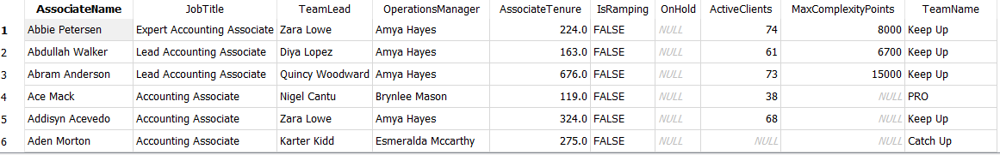 AssociateName JobTitle TeamLead OperationsManager AssociateTenure IsRamping OnHold ActiveClients MaxComplexityPoints TeamName
1 Abbie Petersen Expert Accounting Associate Zara Lowe Amya Hayes 224.0 FALSE NULL 74 8000 Keep Up
2 Abdullah Walker Lead Accounting Associate Diya Lopez Amya Hayes 163.0 FALSE NULL 61 6700 Keep Up
3 Abram Anderson Lead Accounting Associate Quincy Woodward Amya Hayes 676.0 FALSE NULL 73 15000 Keep Up
4 Ace Mack Accounting Associate Nigel Cantu Brynlee Mason 119.0 FALSE NULL 38 NULL PRO
5 Addisyn Acevedo Accounting Associate Zara Lowe Amya Hayes 324.0 FALSE NULL 68 NULL Keep Up
6 Aden Morton Accounting Associate Karter Kidd Esmeralda Mccarthy 275.0 FALSE NULL NULL NULL Catch Up